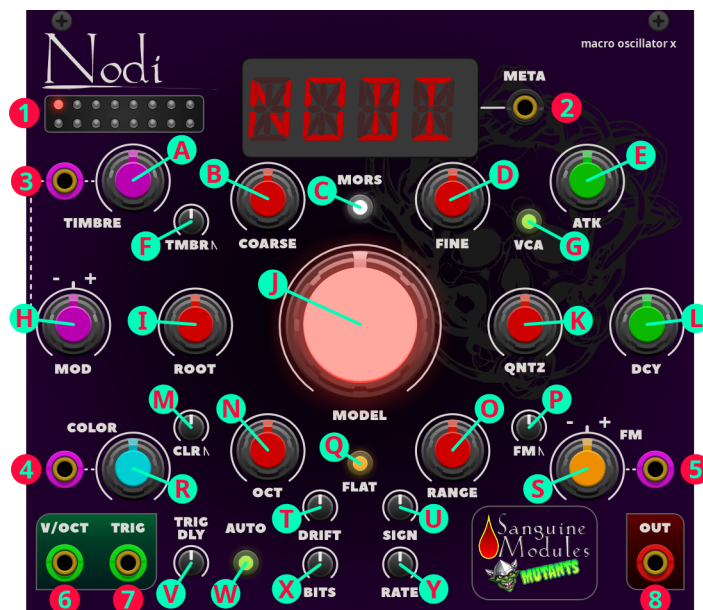 Nodi
macro oscillator x
NODI
META
1
2
A
B
C
D
E
3
MORS
TIMBRE
F
TMBR
COARSE
FINE
G
VCA
ATK
J
- +
H
I
K
L
MOD
ROOT
QNTZ
DCY
M
N
O
P
MODEL
COLOR
CLR
Q
FM
- +
FM
4
R
OCT
FLAT
RANGE
S
5
V/OCT
TRIG
TRIG
DLY
AUTO
T
DRIFT
U
SIGN
Sanguine
Modules
MUTANTS
OUT
6
7
V
W
X
BITS
Y
RATE
8